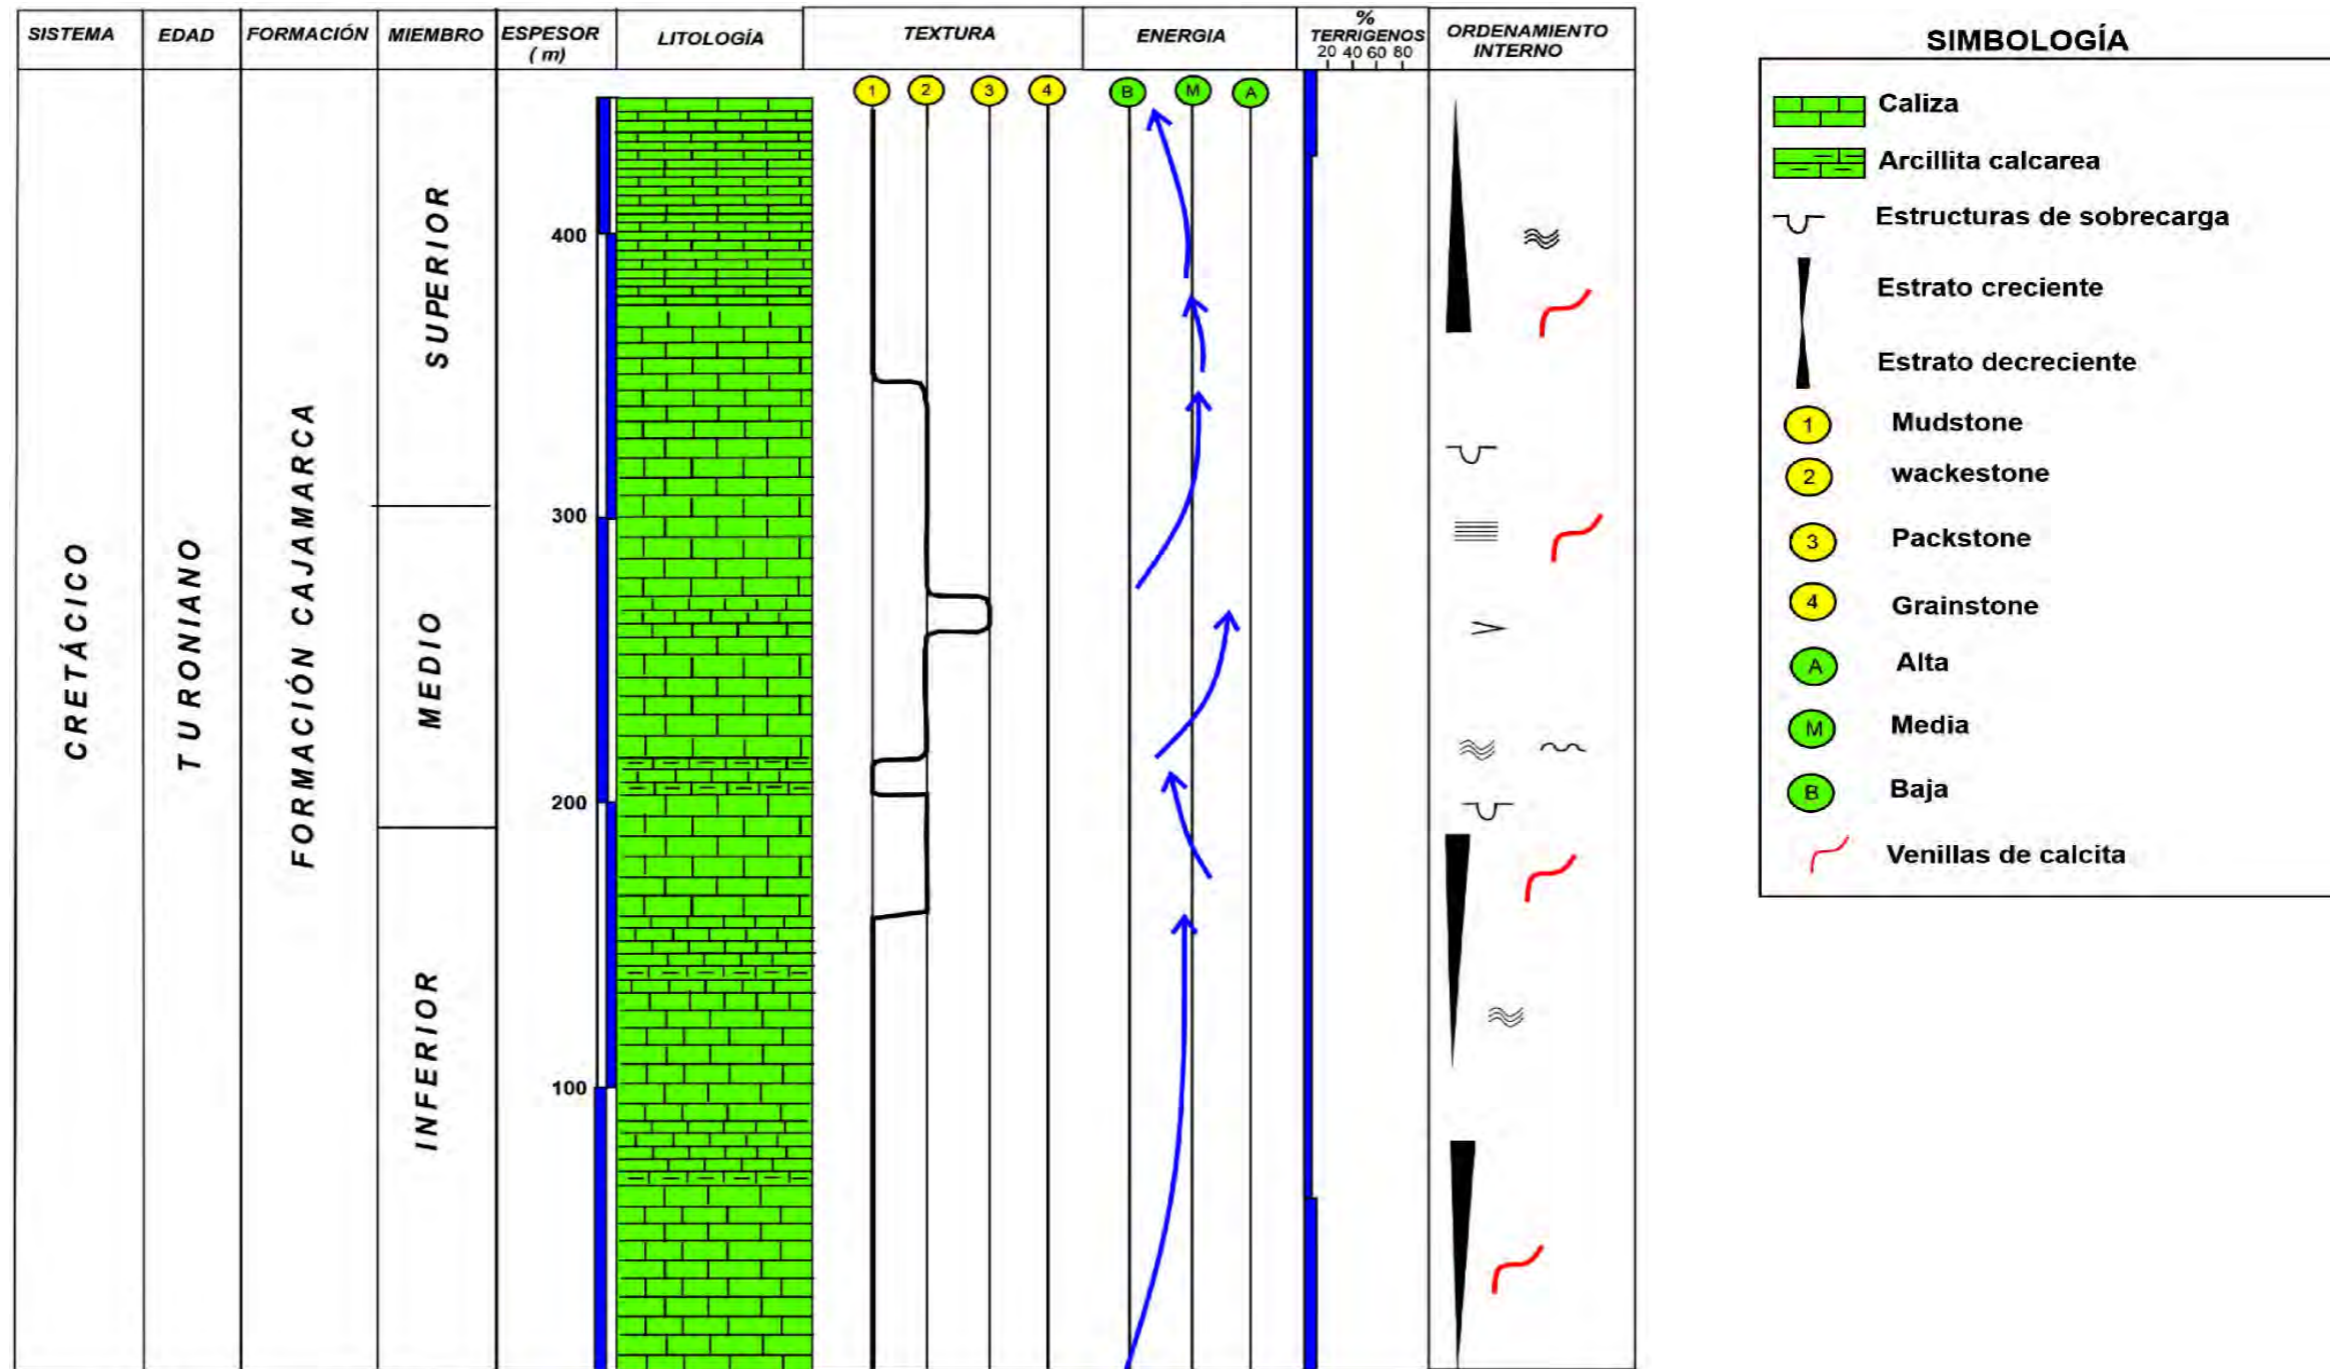 SISTEMA
EDAD
FORMACIÓN
MIEMBRO
ESPESOR
( m)
LITOLOGÍA
TEXTURA
ENERGIA
%
TERRIGENOS
20 40 60 80
ORDENAMIENTO
INTERNO
1
2
3
4
B
M
A
CRETÁCICO
TURONIANO
FORMACIÓN CAJAMARCA
SUPERIOR
MEDIO
INFERIOR
400
300
200
100
SIMBOLOGÍA
Caliza
Arcillita calcarea
Estructuras de sobrecarga
Estrato creciente
Estrato decreciente
1 Mudstone
2 wackestone
3 Packstone
4 Grainstone
A Alta
M Media
B Baja
Venillas de calcita